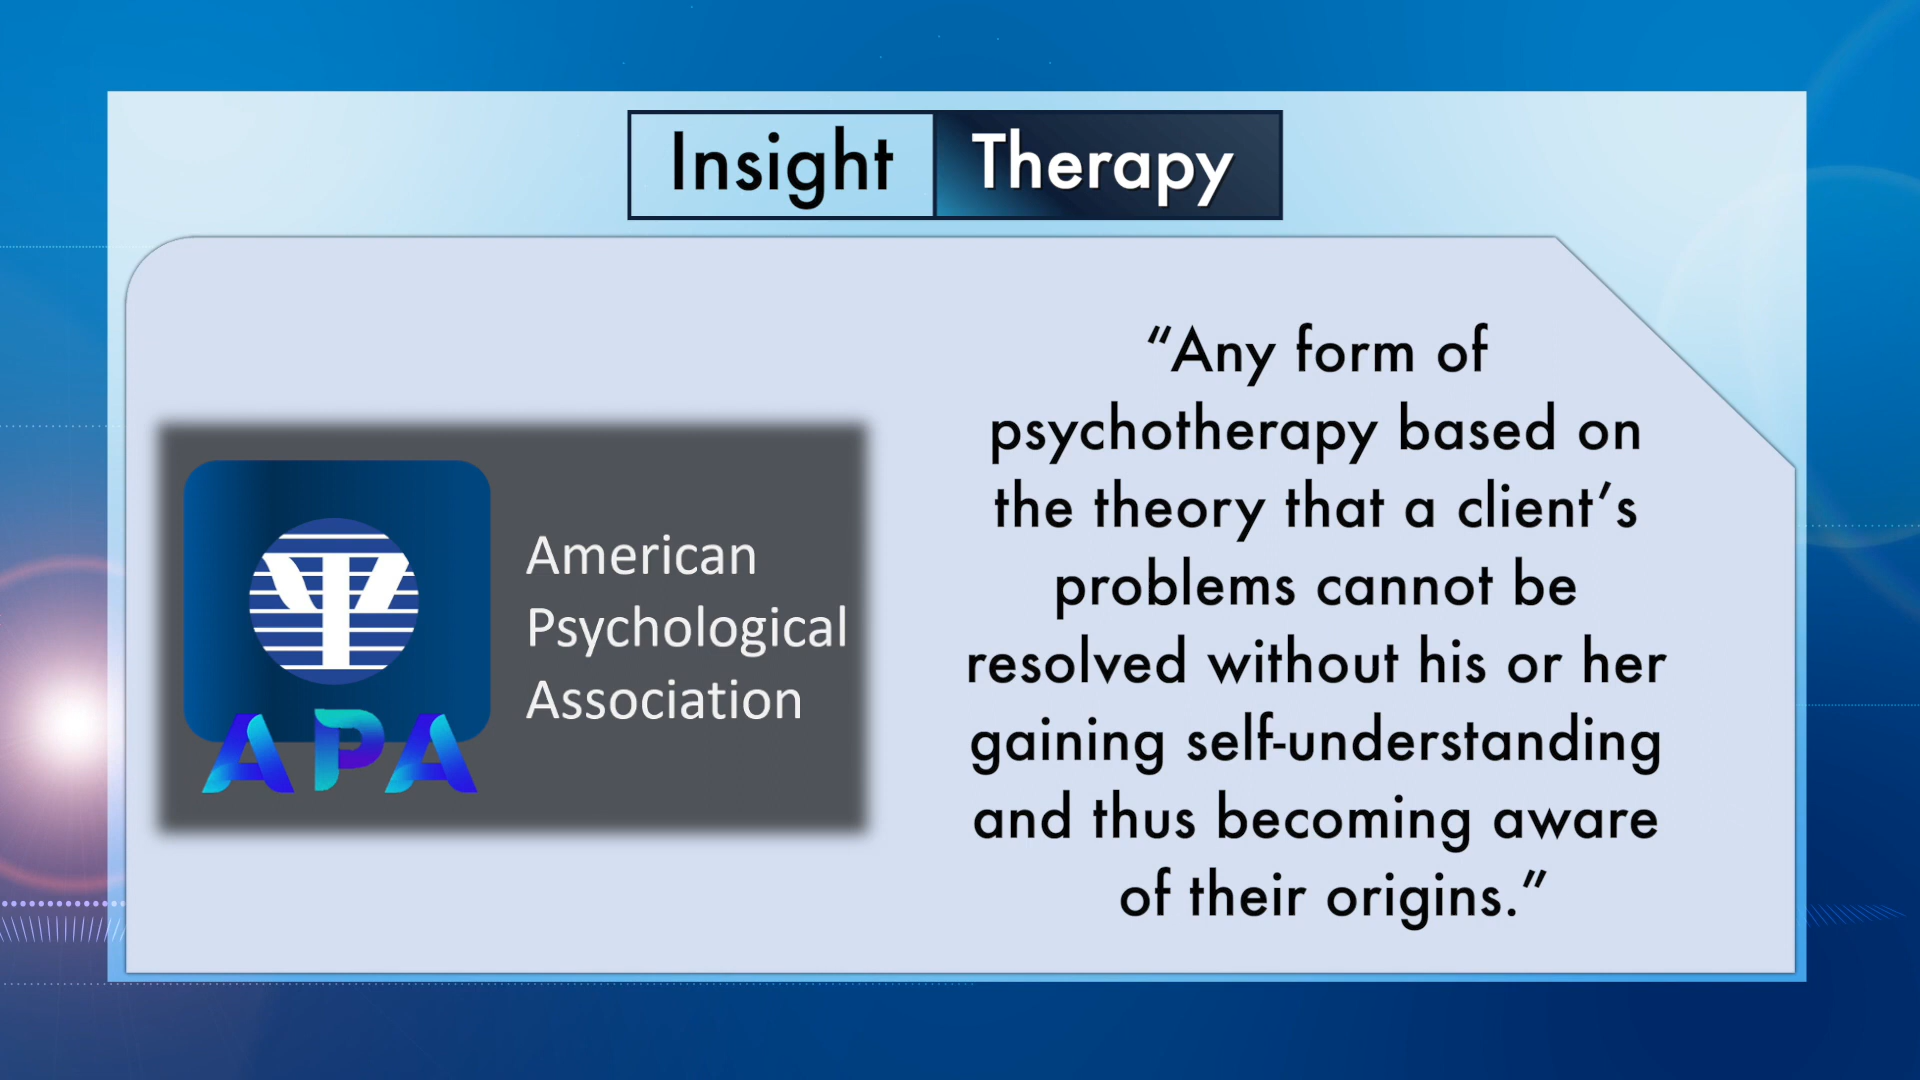 Insight Therapy
American
Psychological
Association
APA
“Any form of
psychotherapy based on
the theory that a client’s
problems cannot be
resolved without his or her
gaining self-understanding
and thus becoming aware
of their origins.”